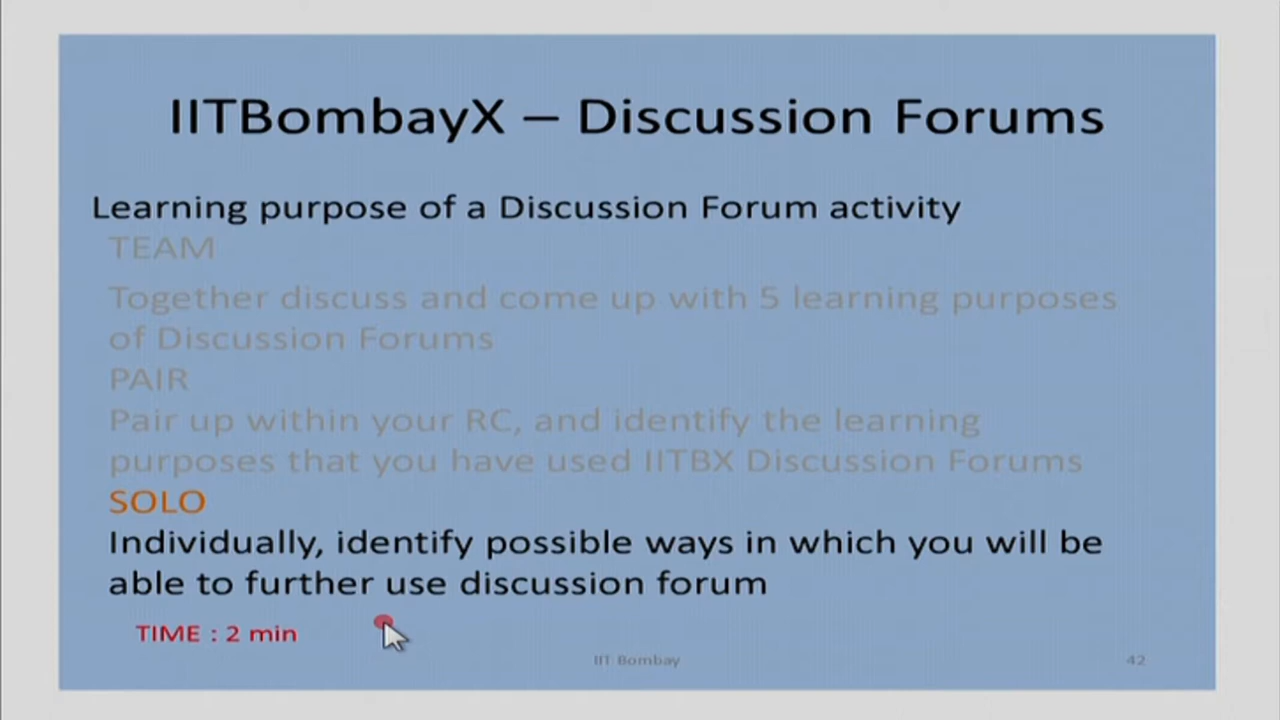 IITBombayX – Discussion Forums
Learning purpose of a Discussion Forum activity
TEAM
Together discuss and come up with 5 learning purposes
of Discussion Forums
PAIR
Pair up within your RC, and identify the learning
purposes that you have used IITBX Discussion Forums
SOLO
Individually, identify possible ways in which you will be
able to further use discussion forum
TIME : 2 min
IIT Bombay
42